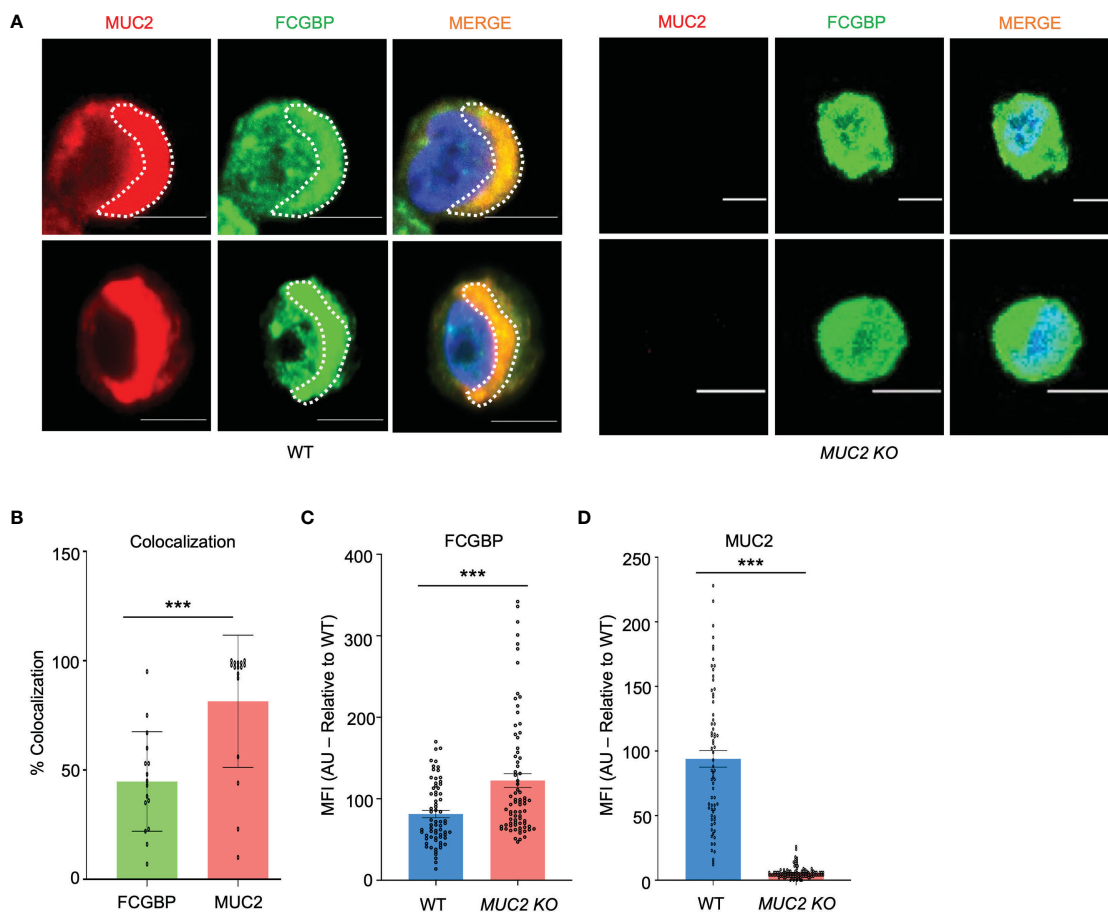 A
MUC2 FCGBP MERGE MUC2 FCGBP MERGE
WT MUC2 KO
B
Colocalization
% Colocalization
150
100
50
0
***
FCGBP MUC2
C
FCGBP
MFI (AU – Relative to WT)
400
300
200
100
0
***
WT MUC2 KO
D
MUC2
MFI (AU – Relative to WT)
250
200
150
100
50
0
***
WT MUC2 KO